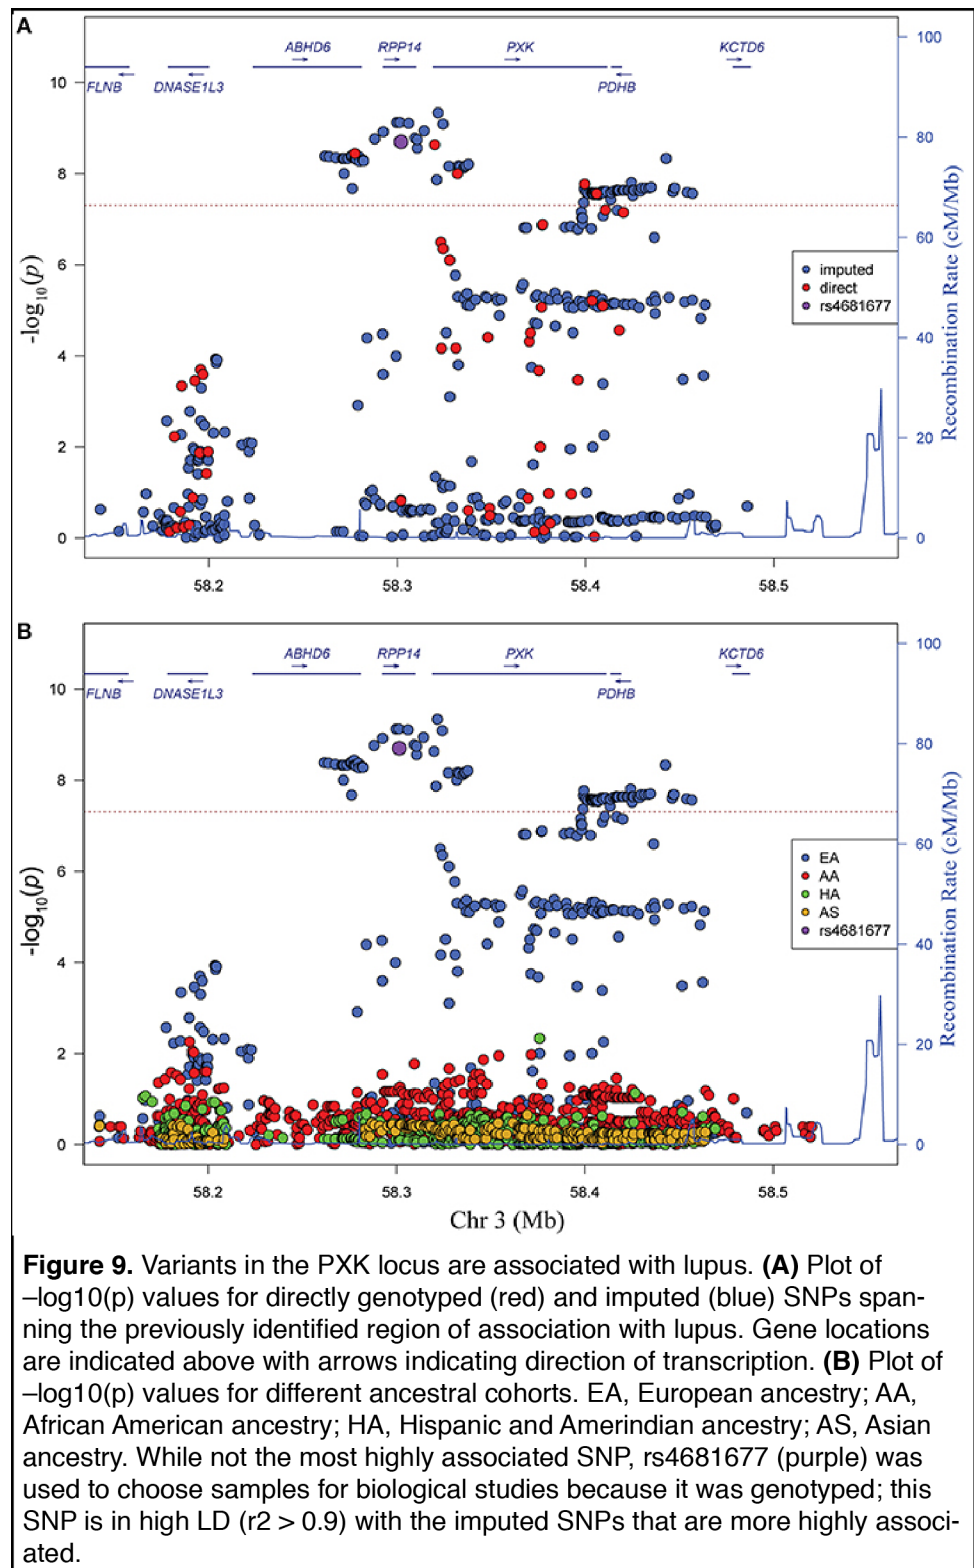 A
ABHD6 RPP14 PXK KCTD6
FLNB DNASE1L3 PDHB
100
80
60
40
20
0
Recombination Rate (cM/Mb)
10
8
6
4
2
0
-log10(p)
imputed
direct
rs4681677
58.2 58.3 58.4 58.5
B
ABHD6 RPP14 PXK KCTD6
FLNB DNASE1L3 PDHB
100
80
60
40
20
0
Recombination Rate (cM/Mb)
10
8
6
4
2
0
-log10(p)
EA
AA
HA
AS
rs4681677
58.2 58.3 58.4 58.5
Chr 3 (Mb)
Figure 9. Variants in the PXK locus are associated with lupus. (A) Plot of
–log10(p) values for directly genotyped (red) and imputed (blue) SNPs span-
ning the previously identified region of association with lupus. Gene locations
are indicated above with arrows indicating direction of transcription. (B) Plot of
–log10(p) values for different ancestral cohorts. EA, European ancestry; AA,
African American ancestry; HA, Hispanic and Amerindian ancestry; AS, Asian
ancestry. While not the most highly associated SNP, rs4681677 (purple) was
used to choose samples for biological studies because it was genotyped; this
SNP is in high LD (r2 > 0.9) with the imputed SNPs that are more highly associ-
ated.